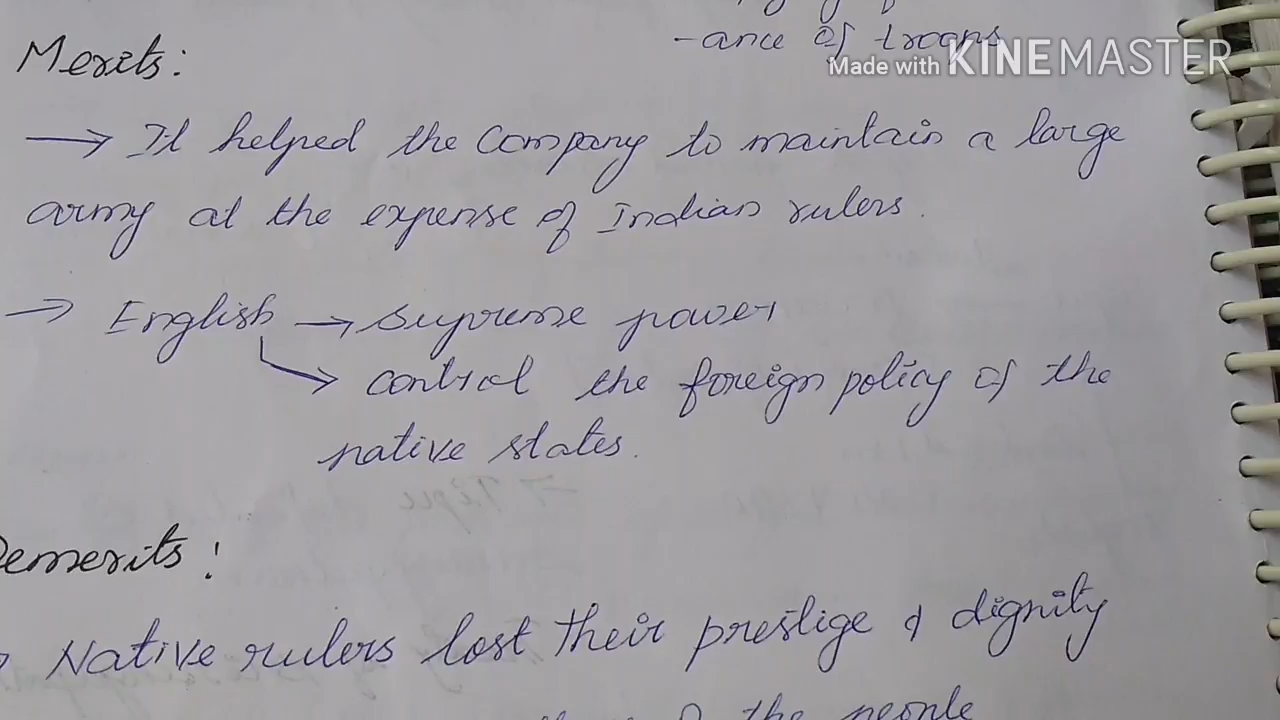 -ance of troops
Made with KINEMASTER
Merits:
→ It helped the Company to maintain a large
army at the expense of Indian rulers.
→ English → Supreme power
→ control the foreign policy of the
native states.
Demerits:
→ Native rulers lost their prestige & dignity
the people